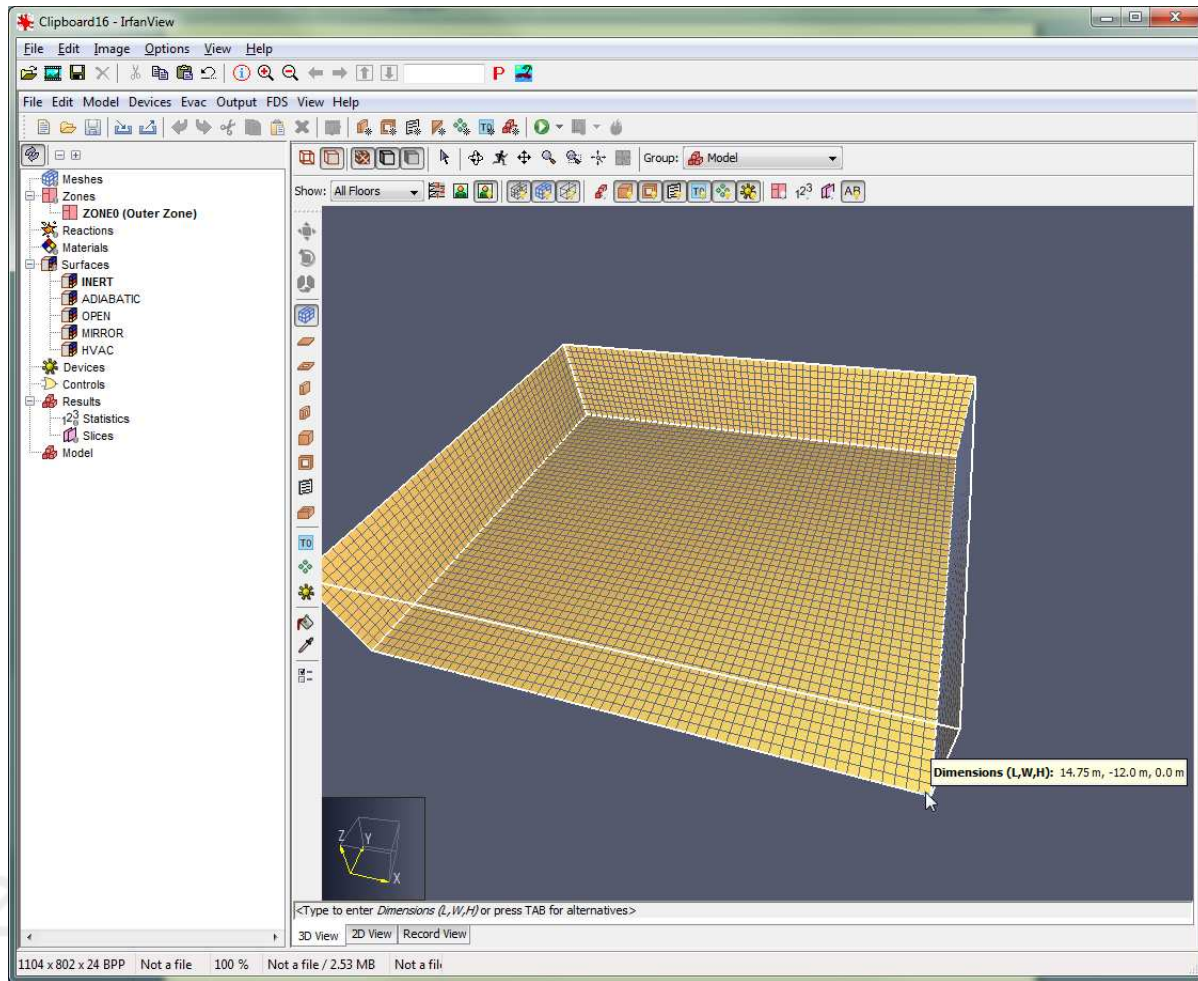 Clipboard16 - IrfanView
File Edit Image Options View Help
P
File Edit Model Devices Evac Output FDS View Help
Group: Model
Show: All Floors
Meshes
Zones
ZONE0 (Outer Zone)
Reactions
Materials
Surfaces
INERT
ADIABATIC
OPEN
MIRROR
HVAC
Devices
Controls
Results
Statistics
Slices
Model
T0
Dimensions (L,W,H): 14.75 m, -12.0 m, 0.0 m
Z Y
X
<Type to enter Dimensions (L,W,H) or press TAB for alternatives>
3D View 2D View Record View
1104 x 802 x 24 BPP Not a file 100 % Not a file / 2.53 MB Not a fil